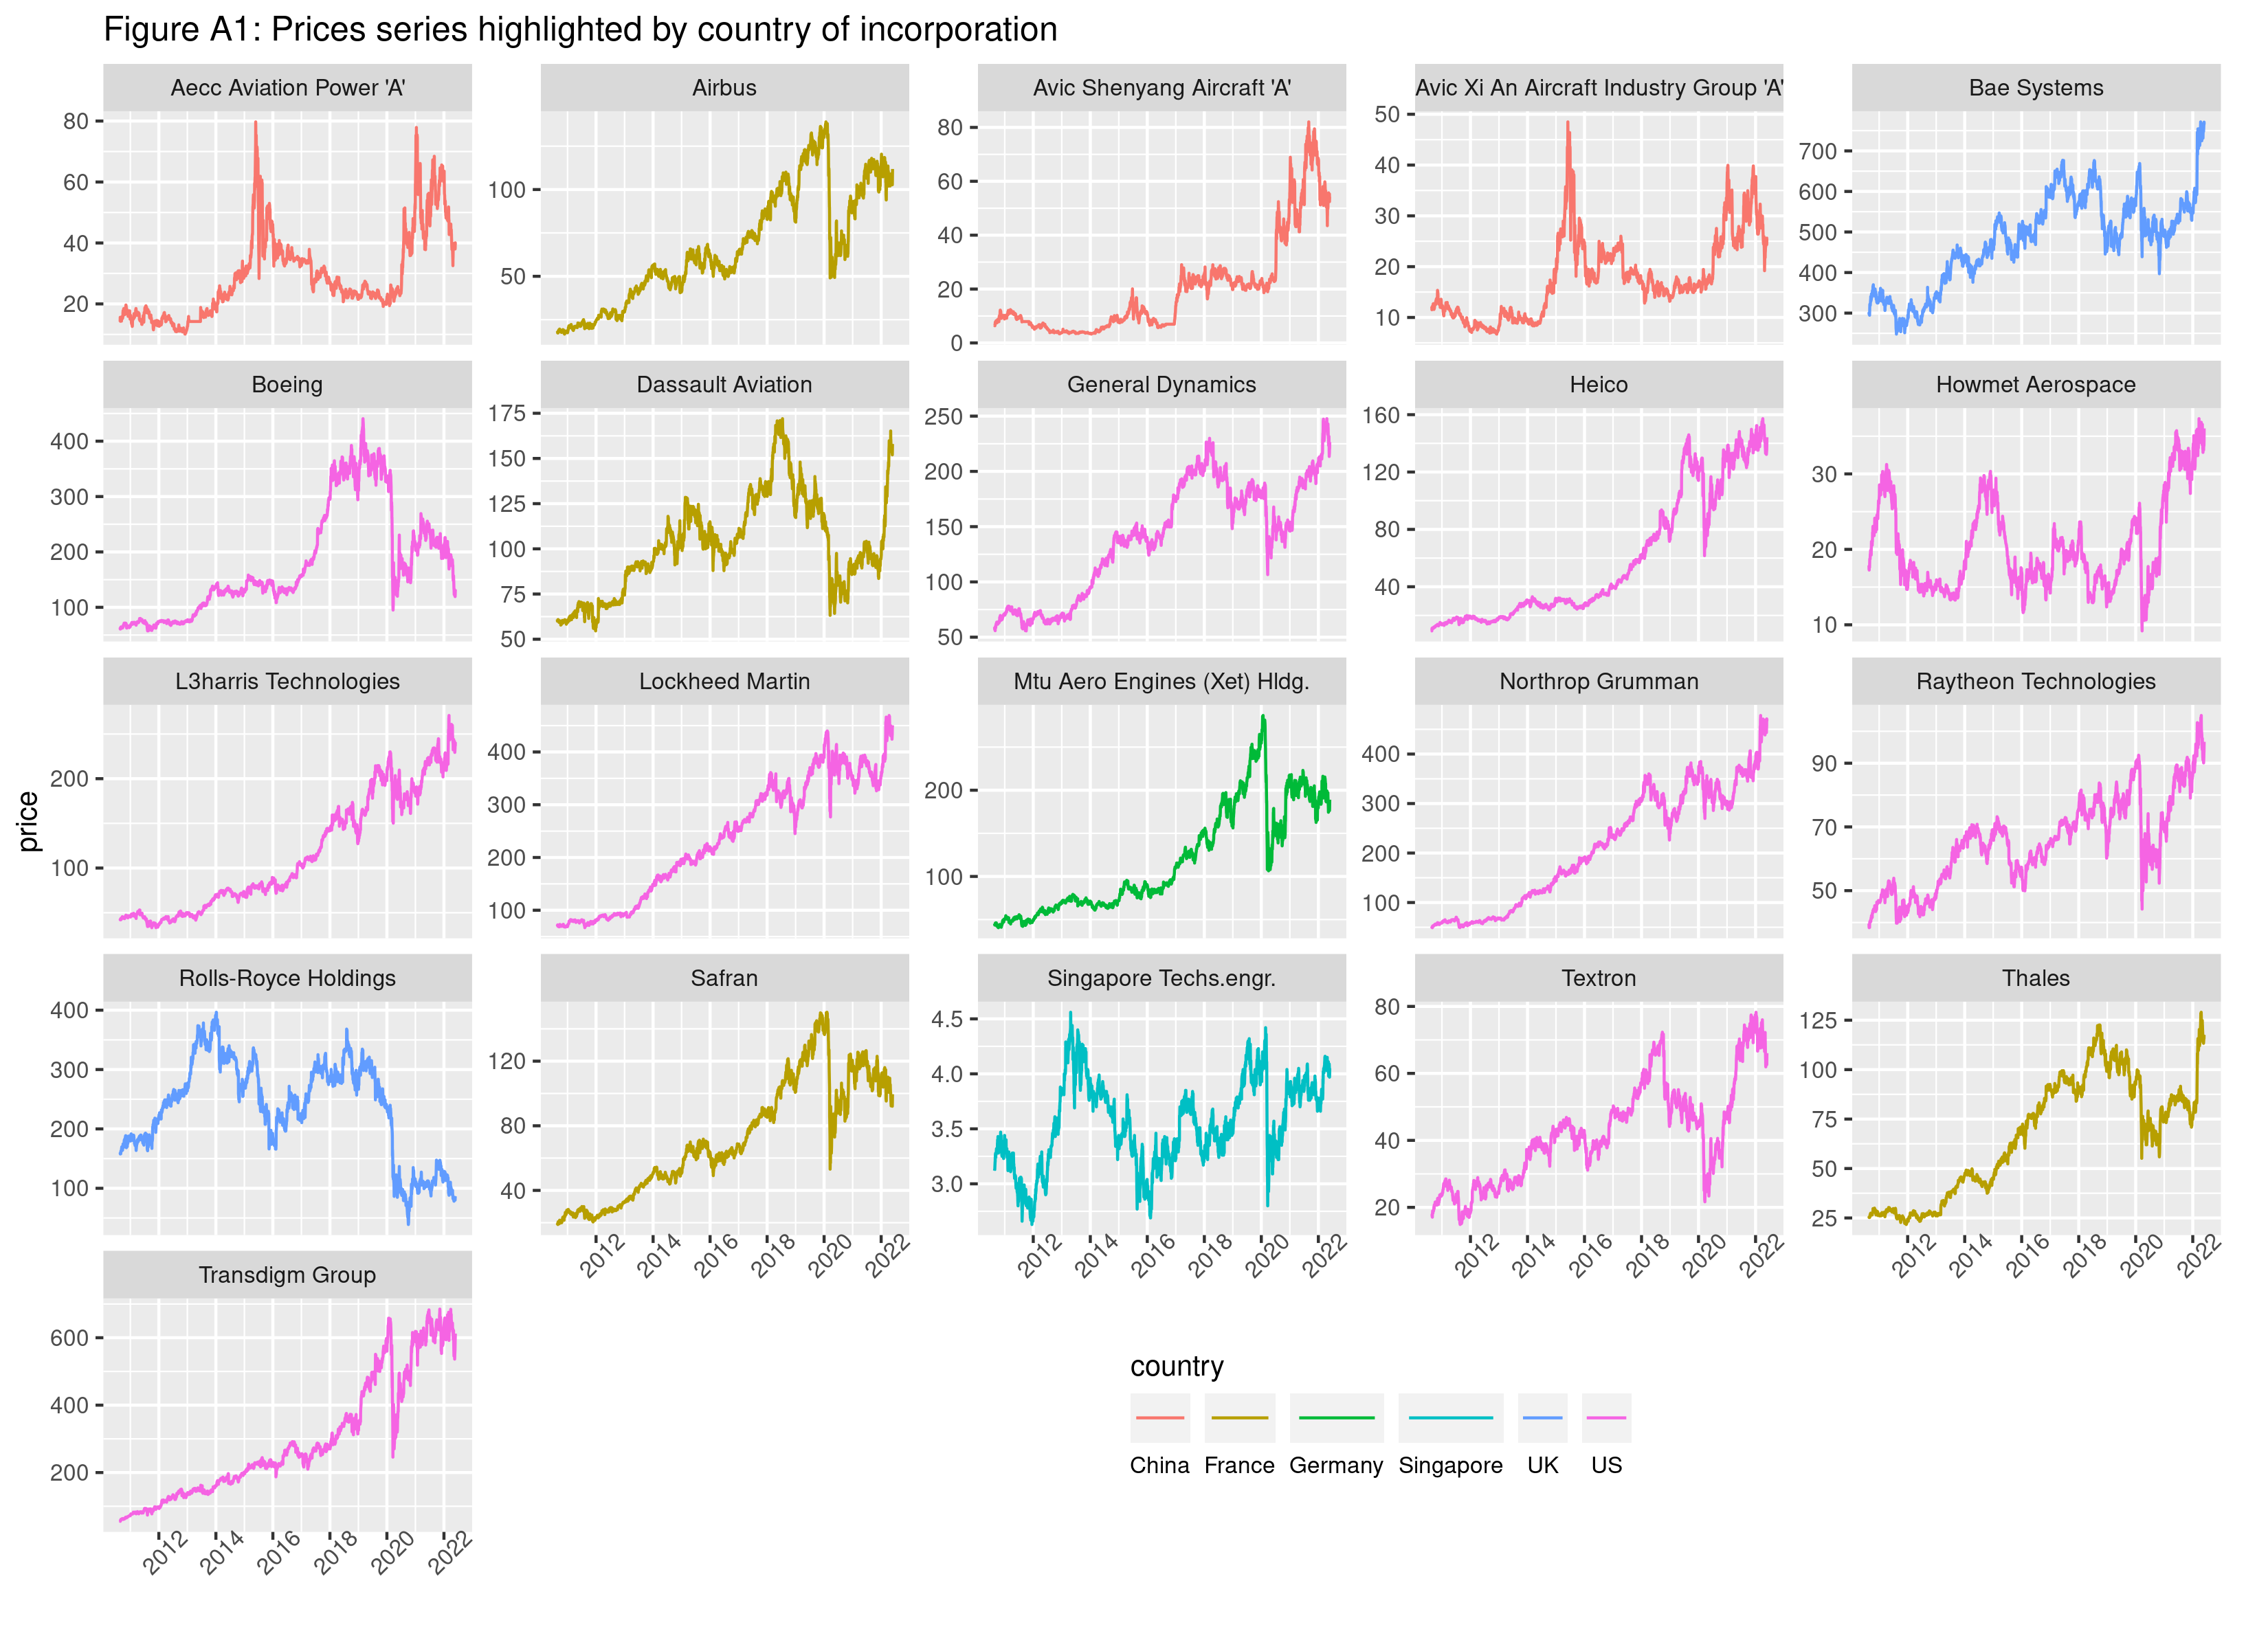 Figure A1: Prices series highlighted by country of incorporation
Aecc Aviation Power 'A'
80
60
40
20
Airbus
100
50
Avic Shenyang Aircraft 'A'
80
60
40
20
0
Avic Xi An Aircraft Industry Group 'A'
50
40
30
20
10
Bae Systems
700
600
500
400
300
Boeing
400
300
200
100
Dassault Aviation
175
150
125
100
75
50
General Dynamics
250
200
150
100
50
Heico
160
120
80
40
Howmet Aerospace
30
20
10
L3harris Technologies
200
100
Lockheed Martin
400
300
200
100
Mtu Aero Engines (Xet) Hldg.
200
100
Northrop Grumman
400
300
200
100
Raytheon Technologies
90
70
50
price
Rolls-Royce Holdings
400
300
200
100
Safran
120
80
40
2012 2014 2016 2018 2020 2022
Singapore Techs.engr.
4.5
4.0
3.5
3.0
2012 2014 2016 2018 2020 2022
Textron
80
60
40
20
2012 2014 2016 2018 2020 2022
Thales
125
100
75
50
25
2012 2014 2016 2018 2020 2022
Transdigm Group
600
400
200
2012 2014 2016 2018 2020 2022
country
China France Germany Singapore UK US